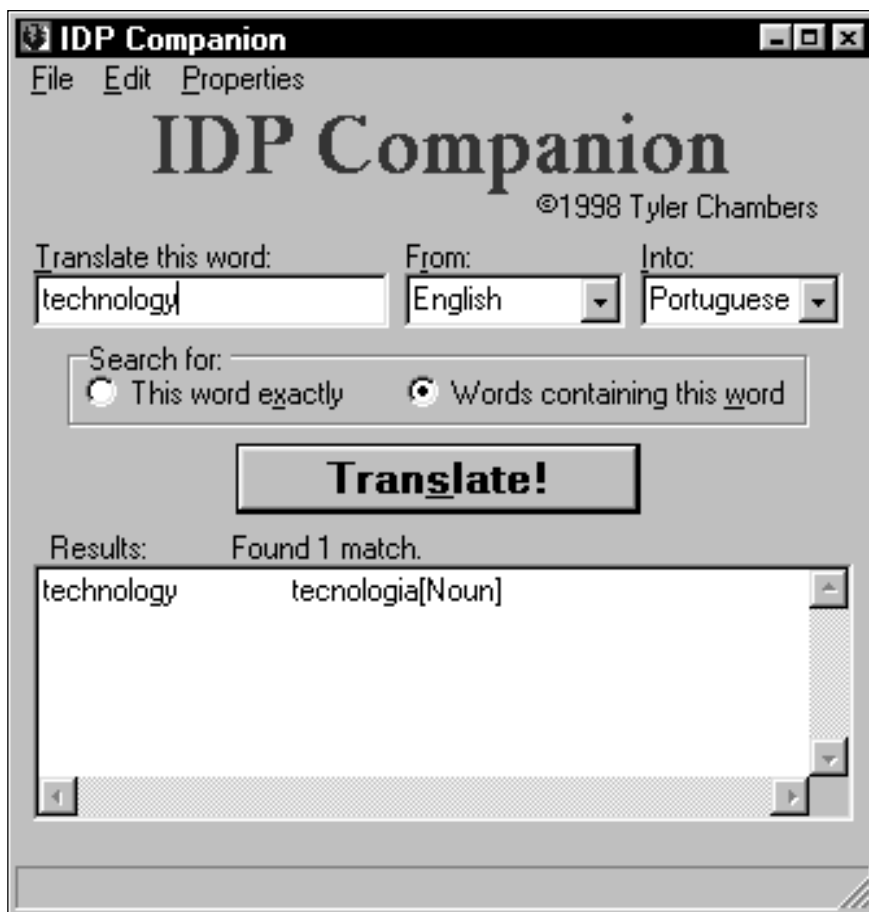 IDP Companion
File Edit Properties
IDP Companion
©1998 Tyler Chambers
Translate this word: From: Into:
technology English Portuguese
Search for:
This word exactly Words containing this word
Translate!
Results: Found 1 match.
technology tecnologia[Noun]